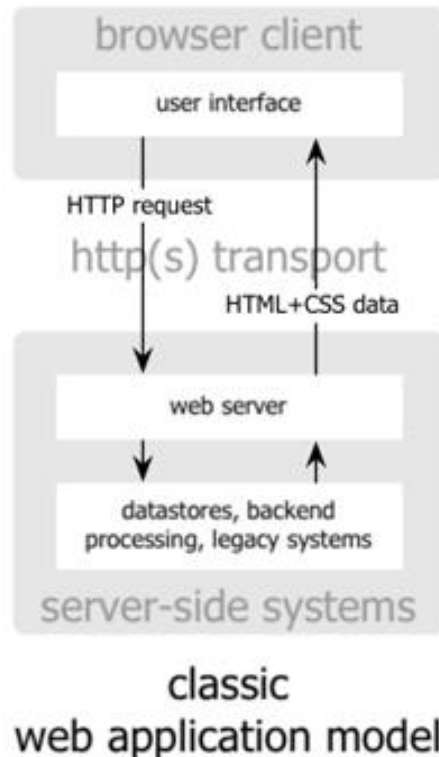 browser client
user interface
HTTP request
http(s) transport
HTML+CSS data
web server
datastores, backend
processing, legacy systems
server-side systems
classic
web application model